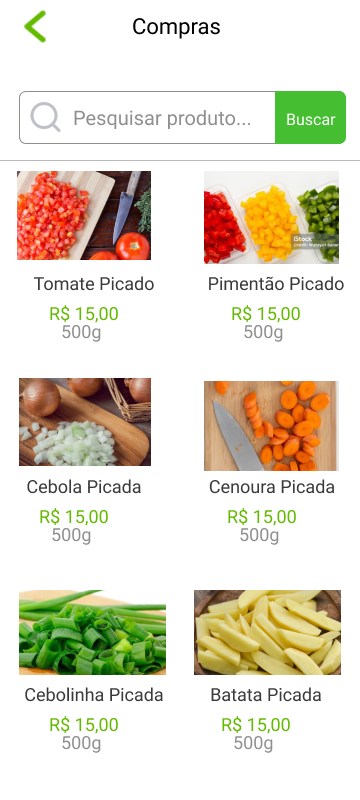 Compras
Pesquisar produto...
Buscar
iStock
Tomate Picado
Pimentão Picado
R$ 15,00
R$ 15,00
500g
500g
Cebola Picada
Cenoura Picada
R$ 15,00
R$ 15,00
500g
500g
Cebolinha Picada
Batata Picada
R$ 15,00
R$ 15,00
500g
500g